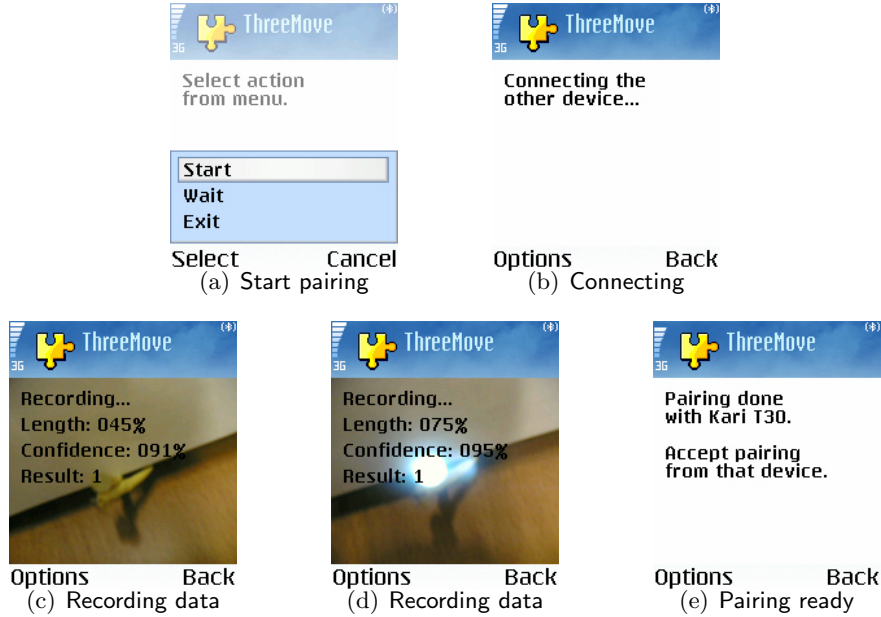 ThreeMove
3G
Select action
from menu.
Start
Wait
Exit
Select Cancel
(a) Start pairing
ThreeMove
3G
Connecting the
other device...
Options Back
(b) Connecting
ThreeMove
3G
Recording...
Length: 045%
Confidence: 091%
Result: 1
Options Back
(c) Recording data
ThreeMove
3G
Recording...
Length: 075%
Confidence: 095%
Result: 1
Options Back
(d) Recording data
ThreeMove
3G
Pairing done
with Kari T30.
Accept pairing
from that device.
Options Back
(e) Pairing ready